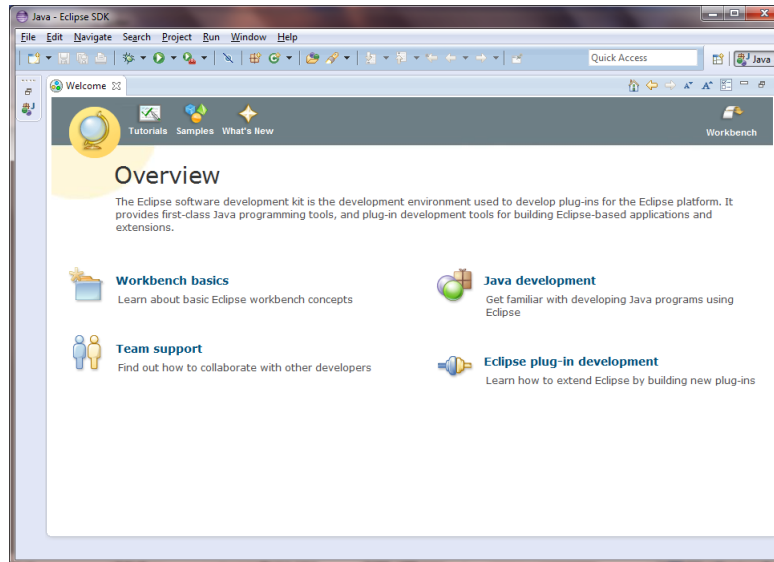 Java - Eclipse SDK
File Edit Navigate Search Project Run Window Help
Quick Access Java
Welcome
Tutorials Samples What's New Workbench
Overview
The Eclipse software development kit is the development environment used to develop plug-ins for the Eclipse platform. It
provides first-class Java programming tools, and plug-in development tools for building Eclipse-based applications and
extensions.
Workbench basics
Learn about basic Eclipse workbench concepts
Java development
Get familiar with developing Java programs using
Eclipse
Team support
Find out how to collaborate with other developers
Eclipse plug-in development
Learn how to extend Eclipse by building new plug-ins